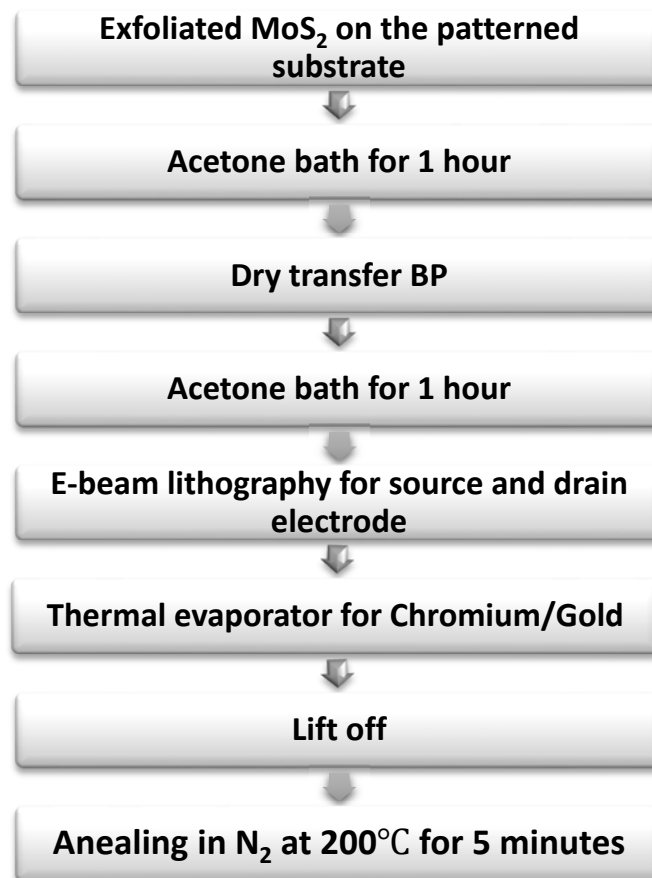 Exfoliated MoS₂ on the patterned
substrate
Acetone bath for 1 hour
Dry transfer BP
Acetone bath for 1 hour
E-beam lithography for source and drain
electrode
Thermal evaporator for Chromium/Gold
Lift off
Anealing in N₂ at 200℃ for 5 minutes